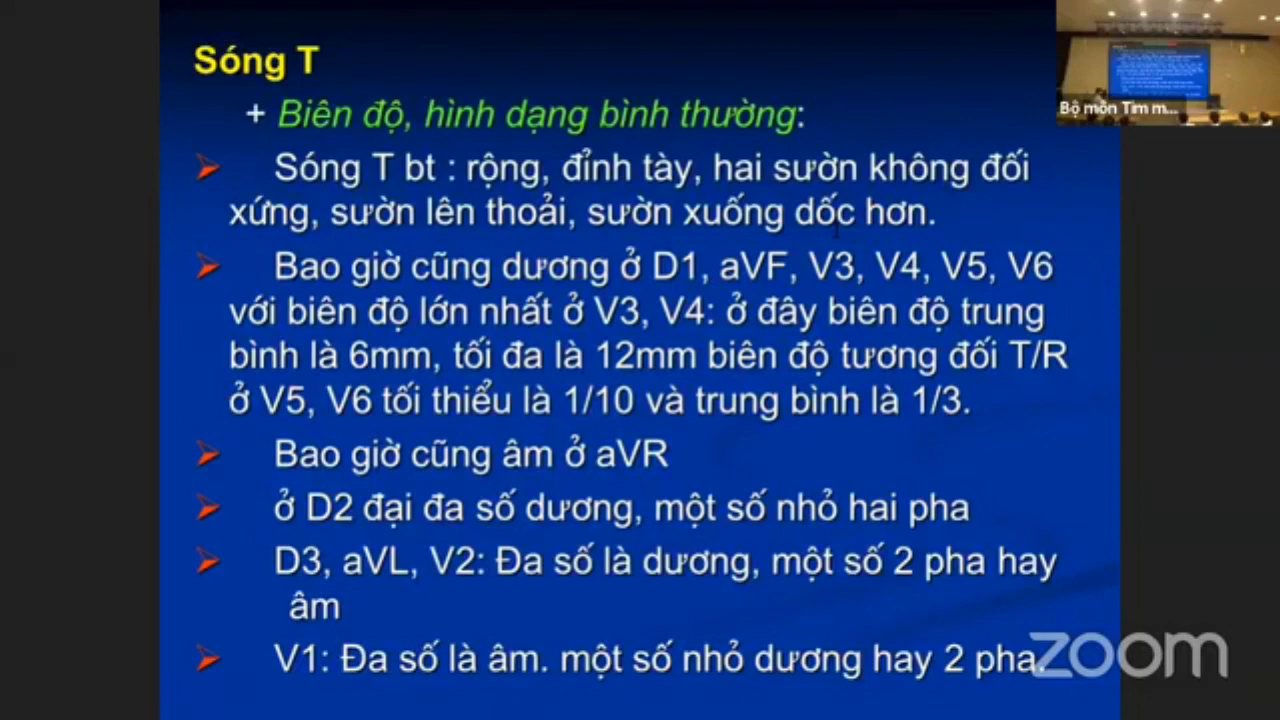 Sóng T
+ Biên độ, hình dạng bình thường:
Sóng T bt : rộng, đỉnh tày, hai sườn không đối
xứng, sườn lên thoải, sườn xuống dốc hơn.
Bao giờ cũng dương ở D1, aVF, V3, V4, V5, V6
với biên độ lớn nhất ở V3, V4: ở đây biên độ trung
bình là 6mm, tối đa là 12mm biên độ tương đối T/R
ở V5, V6 tối thiểu là 1/10 và trung bình là 1/3.
Bao giờ cũng âm ở aVR
ở D2 đại đa số dương, một số nhỏ hai pha
D3, aVL, V2: Đa số là dương, một số 2 pha hay
âm
V1: Đa số là âm. một số nhỏ dương hay 2 pha.
Bộ môn Tim m...
zoom